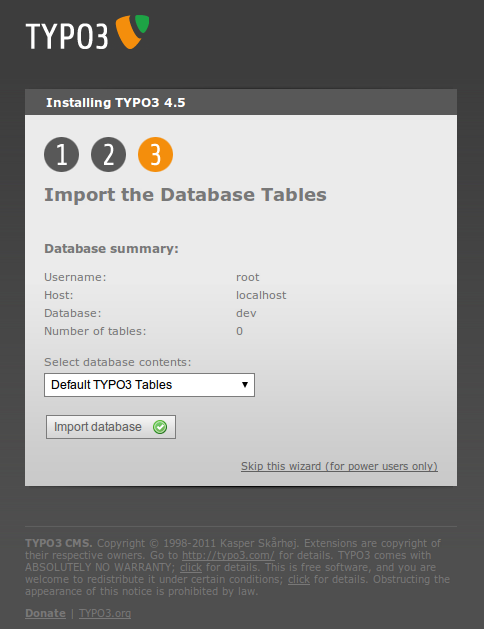 TYPO3
Installing TYPO3 4.5
1 2 3
Import the Database Tables
Database summary:
Username: root
Host: localhost
Database: dev
Number of tables: 0
Select database contents:
Default TYPO3 Tables
Import database
Skip this wizard (for power users only)
TYPO3 CMS. Copyright © 1998-2011 Kasper Skårhøj. Extensions are copyright of
their respective owners. Go to http://typo3.com/ for details. TYPO3 comes with
ABSOLUTELY NO WARRANTY; click for details. This is free software, and you are
welcome to redistribute it under certain conditions; click for details. Obstructing the
appearance of this notice is prohibited by law.
Donate | TYPO3.org